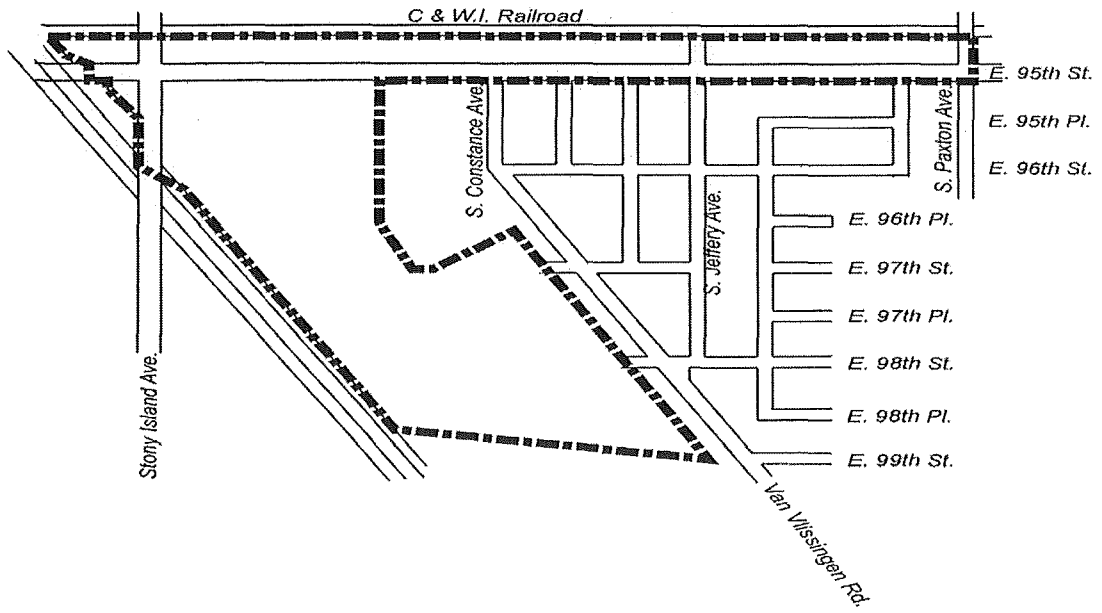 C & W.I. Railroad
E. 95th St.
E. 95th Pl.
E. 96th St.
S. Paxton Ave.
S. Constance Ave.
S. Jeffery Ave.
E. 96th Pl.
E. 97th St.
E. 97th Pl.
E. 98th St.
E. 98th Pl.
E. 99th St.
Stony Island Ave.
Van Vlissingen Rd.